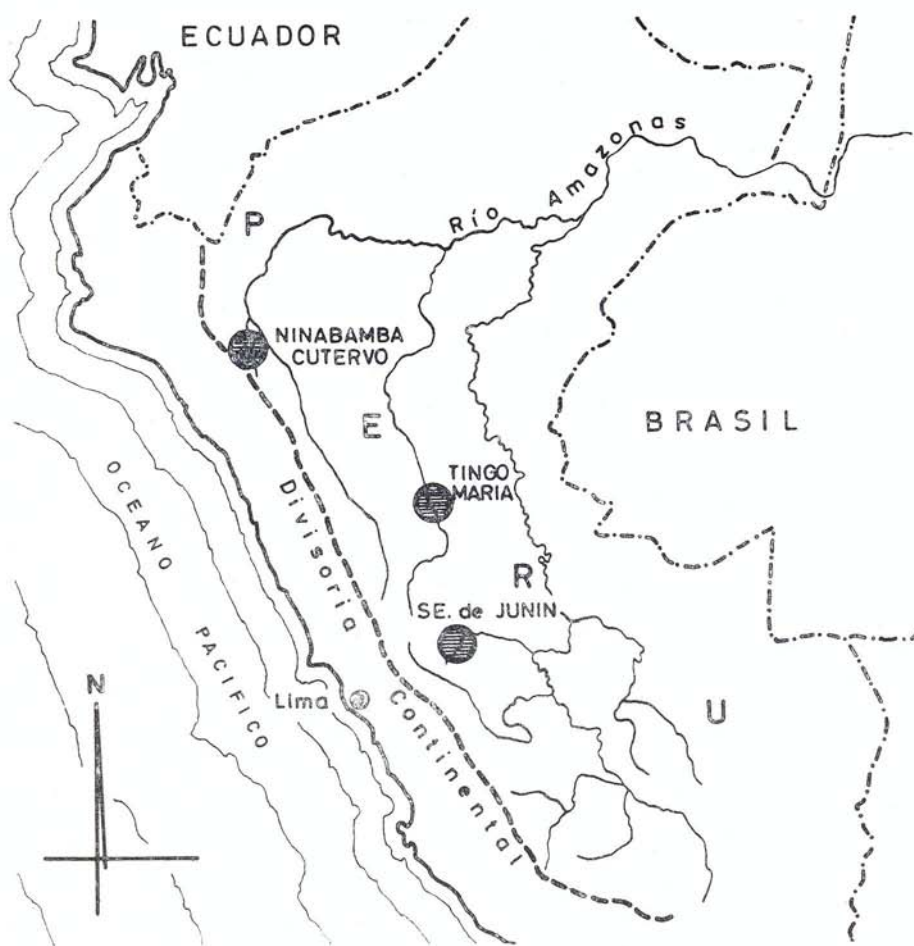 ECUADOR
Río Amazonas
P
NINABAMBA
CUTERVO
E
BRASIL
TINGO
MARIA
OCEANO
PACIFICO
Divisoria
Continental
R
SE. de JUNIN
N
Lima
U